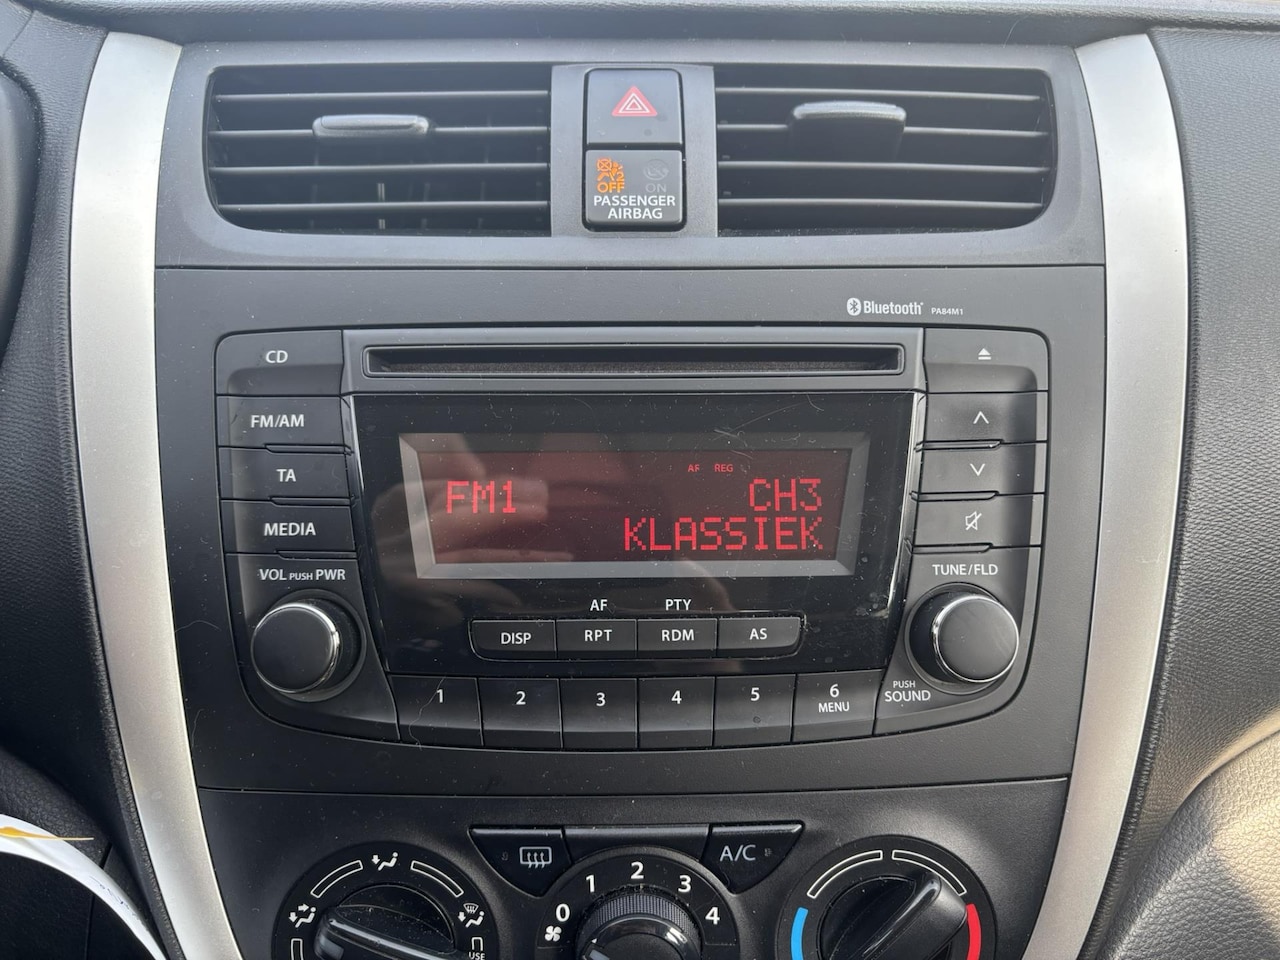 OFF ON
PASSENGER
AIRBAG
Bluetooth PA84M1
CD
FM/AM
TA
MEDIA
VOL PUSH PWR
AF REG
FM1 CH3
KLASSIEK
TUNE/FLD
AF PTY
DISP RPT RDM AS
PUSH
SOUND
1 2 3 4 5 6
MENU
A/C
0 1 2 3 4
USE